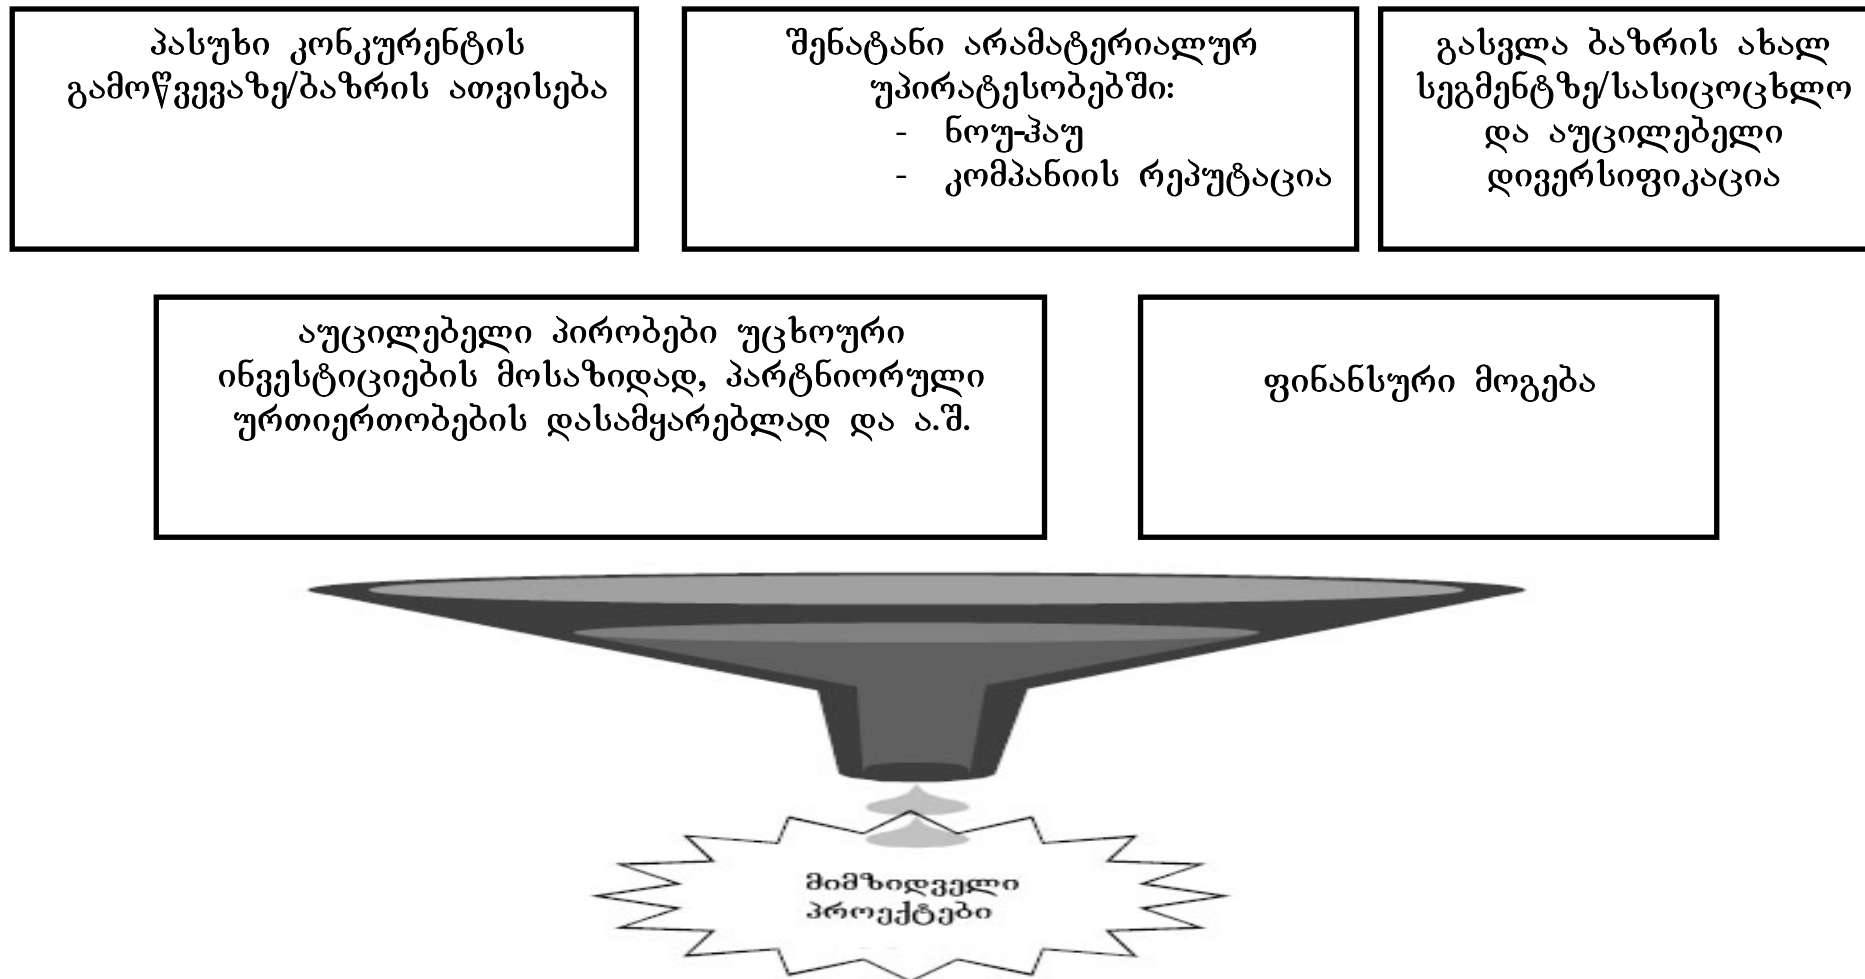 პასუხი კონკურენტის
გამოწვევაზე/ბაზრის ათვისება
შენატანი არამატერიალურ
უპირატესობებში:
- ნოუ-ჰაუ
- კომპანიის რეპუტაცია
გასვლა ბაზრის ახალ
სეგმენტზე/სასიცოცხლო
და აუცილებელი
დივერსიფიკაცია
აუცილებელი პირობები უცხოური
ინვესტიციების მოსაზიდად, პარტნიორული
ურთიერთობების დასამყარებლად და ა.შ.
ფინანსური მოგება
მიმზიდველი
პროექტები